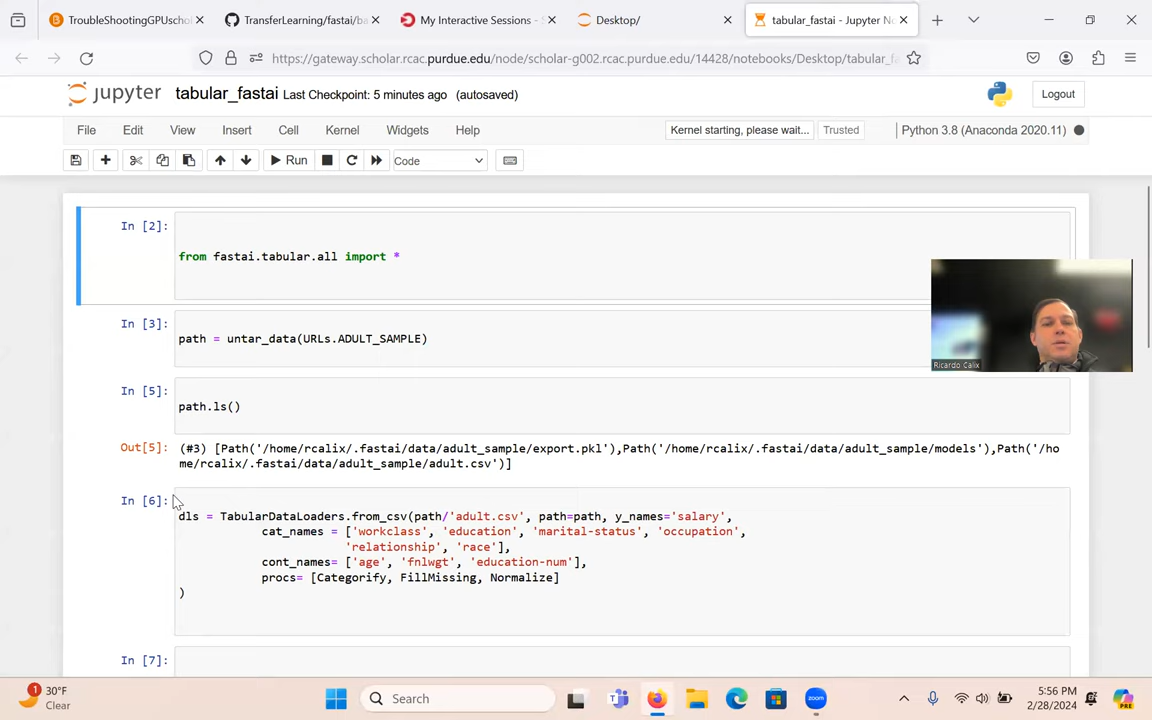 TroubleShootingGPUschol
TransferLearning/fastai/ba
My Interactive Sessions - S
Desktop/
tabular_fastai - Jupyter No
https://gateway.scholar.rcac.purdue.edu/node/scholar-g002.rcac.purdue.edu/14428/notebooks/Desktop/tabular_fa
jupyter
tabular_fastai Last Checkpoint: 5 minutes ago (autosaved)
Logout
File Edit View Insert Cell Kernel Widgets Help
Kernel starting, please wait...
Trusted
Python 3.8 (Anaconda 2020.11)
Run
Code
In [2]:
from fastai.tabular.all import *
In [3]:
path = untar_data(URLs.ADULT_SAMPLE)
In [5]:
path.ls()
Out[5]: (#3) [Path('/home/rcalix/.fastai/data/adult_sample/export.pkl'),Path('/home/rcalix/.fastai/data/adult_sample/models'),Path('/ho
me/rcalix/.fastai/data/adult_sample/adult.csv')]
In [6]:
dls = TabularDataLoaders.from_csv(path/'adult.csv', path=path, y_names='salary',
cat_names = ['workclass', 'education', 'marital-status', 'occupation',
'relationship', 'race'],
cont_names= ['age', 'fnlwgt', 'education-num'],
procs= [Categorify, FillMissing, Normalize]
)
In [7]:
Ricardo Calix
1
30°F
Clear
Search
5:56 PM
2/28/2024
PRE